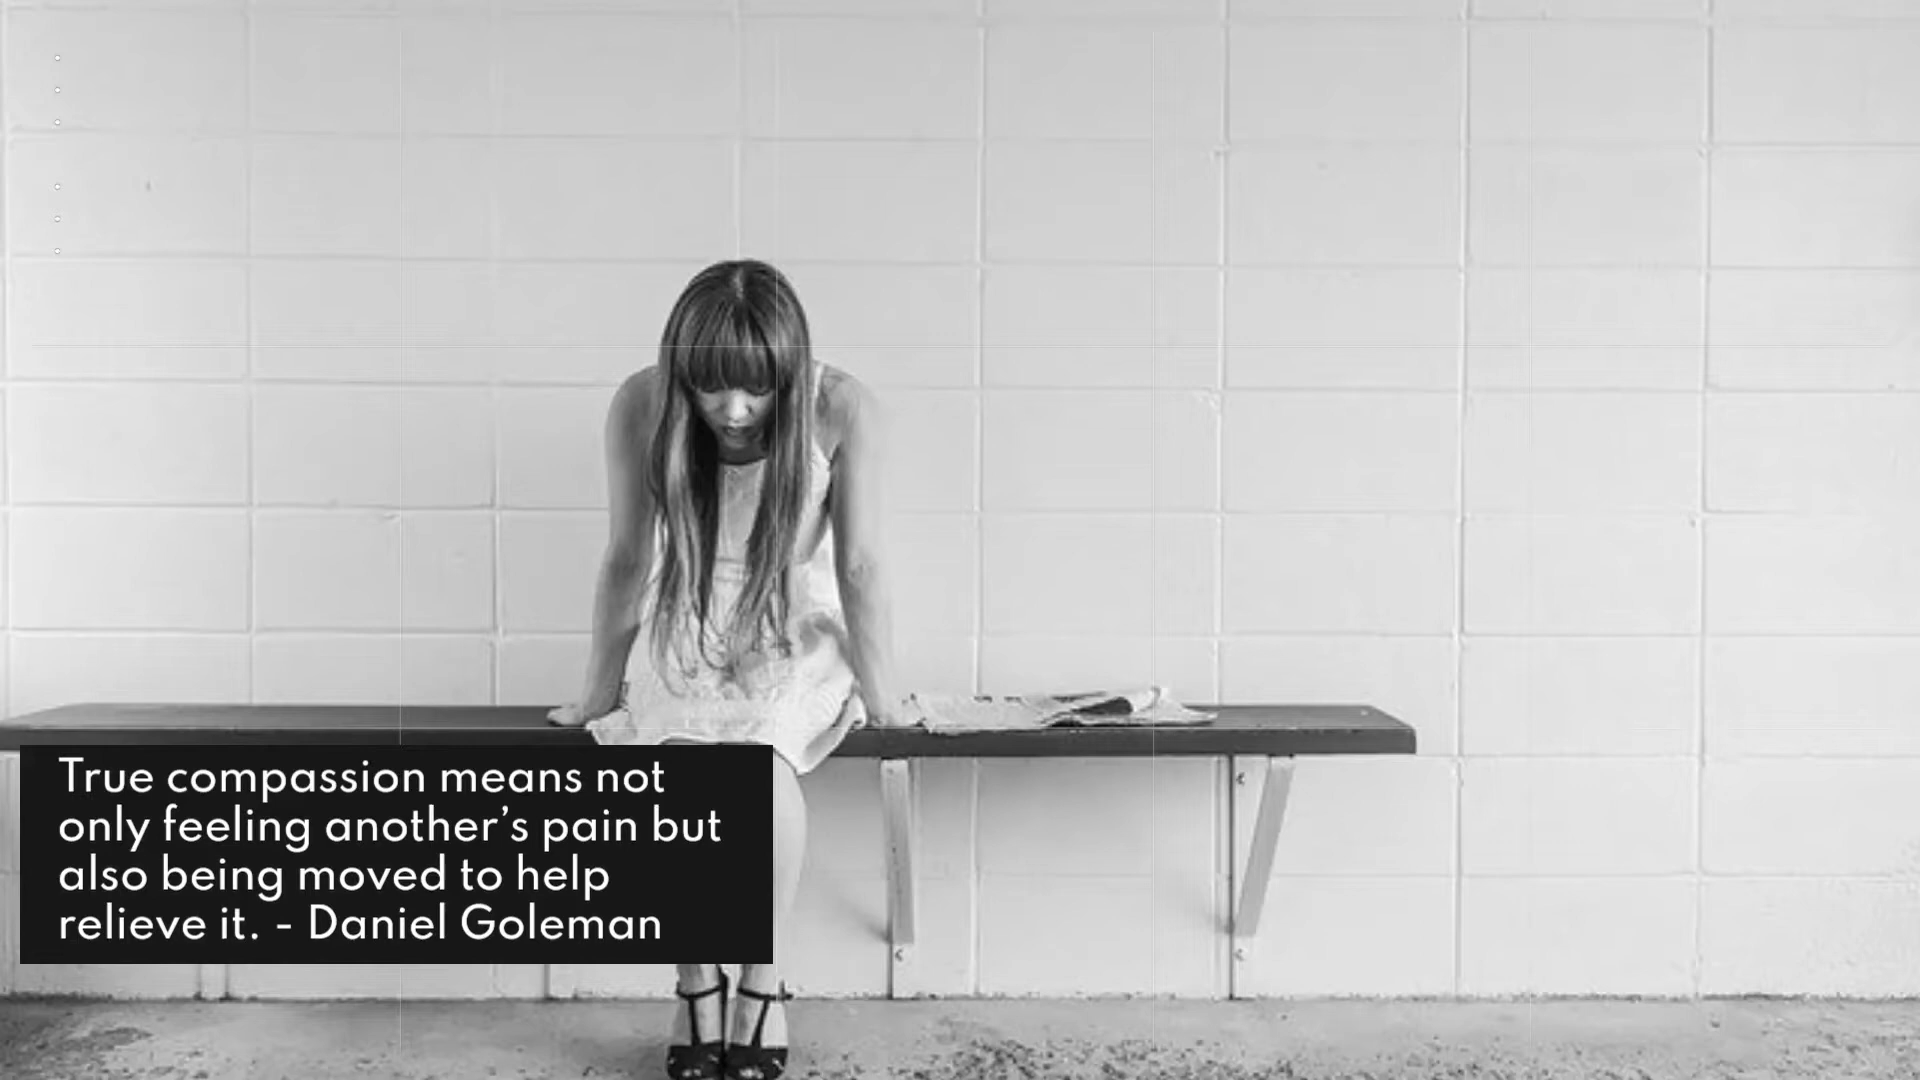 True compassion means not
only feeling another’s pain but
also being moved to help
relieve it. - Daniel Goleman